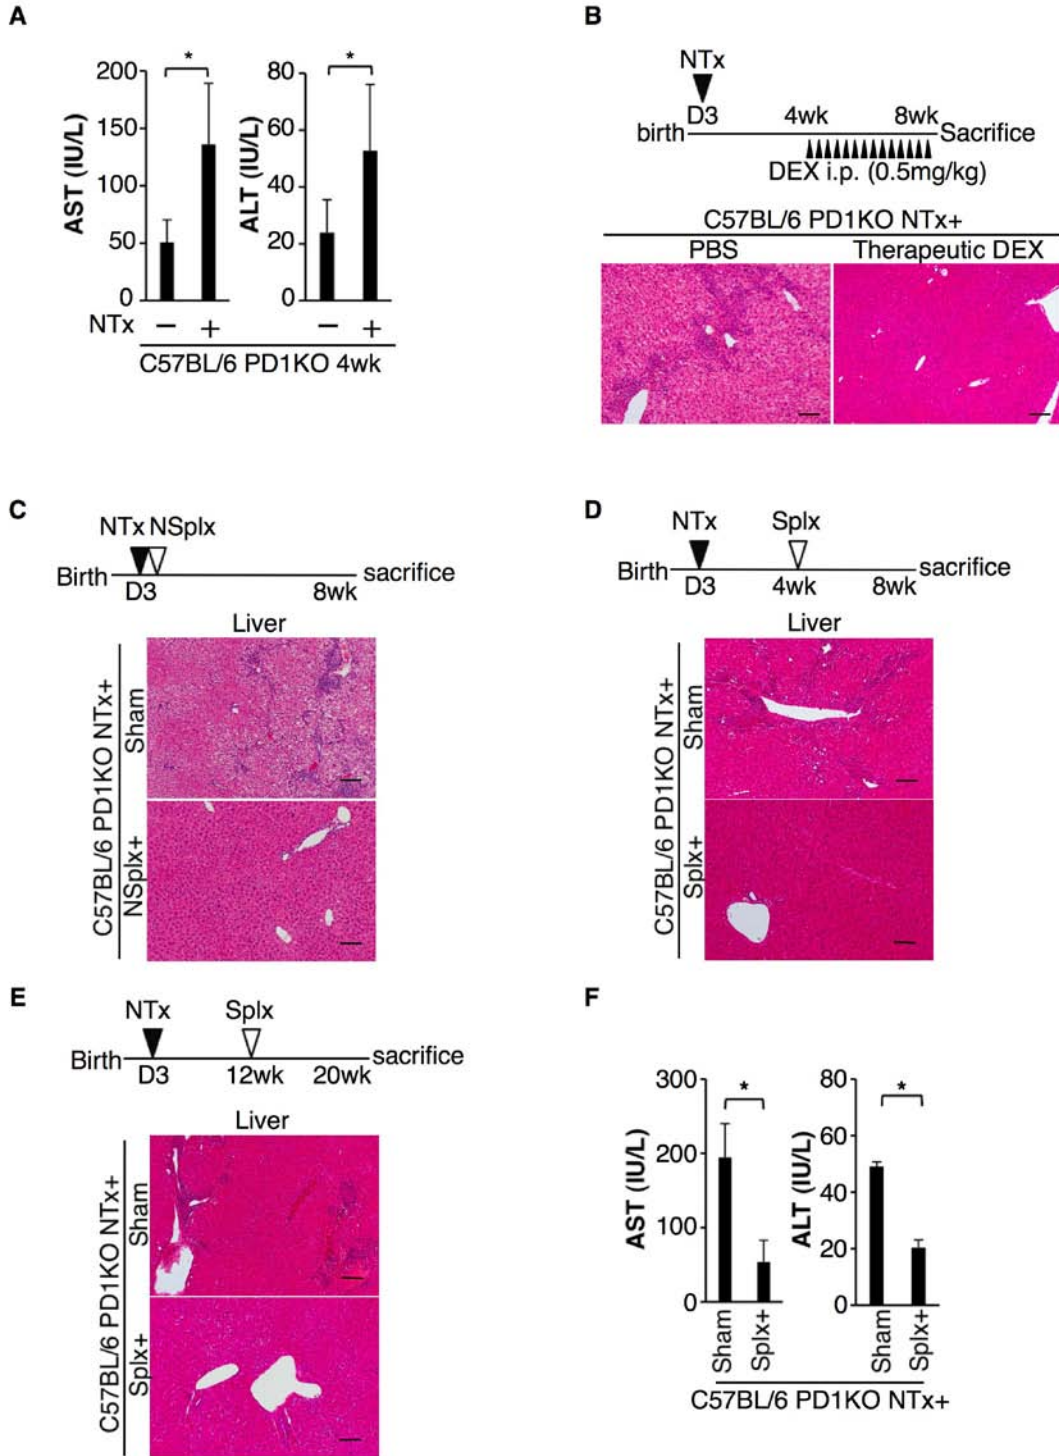 A
AST (IU/L)
200
150
100
50
0
*
ALT (IU/L)
80
60
40
20
0
*
NTx − + − +
C57BL/6 PD1KO 4wk
B
NTx
D3 4wk 8wk
birth Sacrifice
DEX i.p. (0.5mg/kg)
C57BL/6 PD1KO NTx+
PBS Therapeutic DEX
C
NTx NSplx
Birth sacrifice
D3 8wk
Liver
C57BL/6 PD1KO NTx+
Sham
NSplx+
D
NTx Splx
Birth sacrifice
D3 4wk 8wk
Liver
C57BL/6 PD1KO NTx+
Sham
Splx+
E
NTx Splx
Birth sacrifice
D3 12wk 20wk
Liver
C57BL/6 PD1KO NTx+
Sham
Splx+
F
AST (IU/L)
300
200
100
0
*
Sham Splx+
ALT (IU/L)
80
60
40
20
0
*
Sham Splx+
C57BL/6 PD1KO NTx+